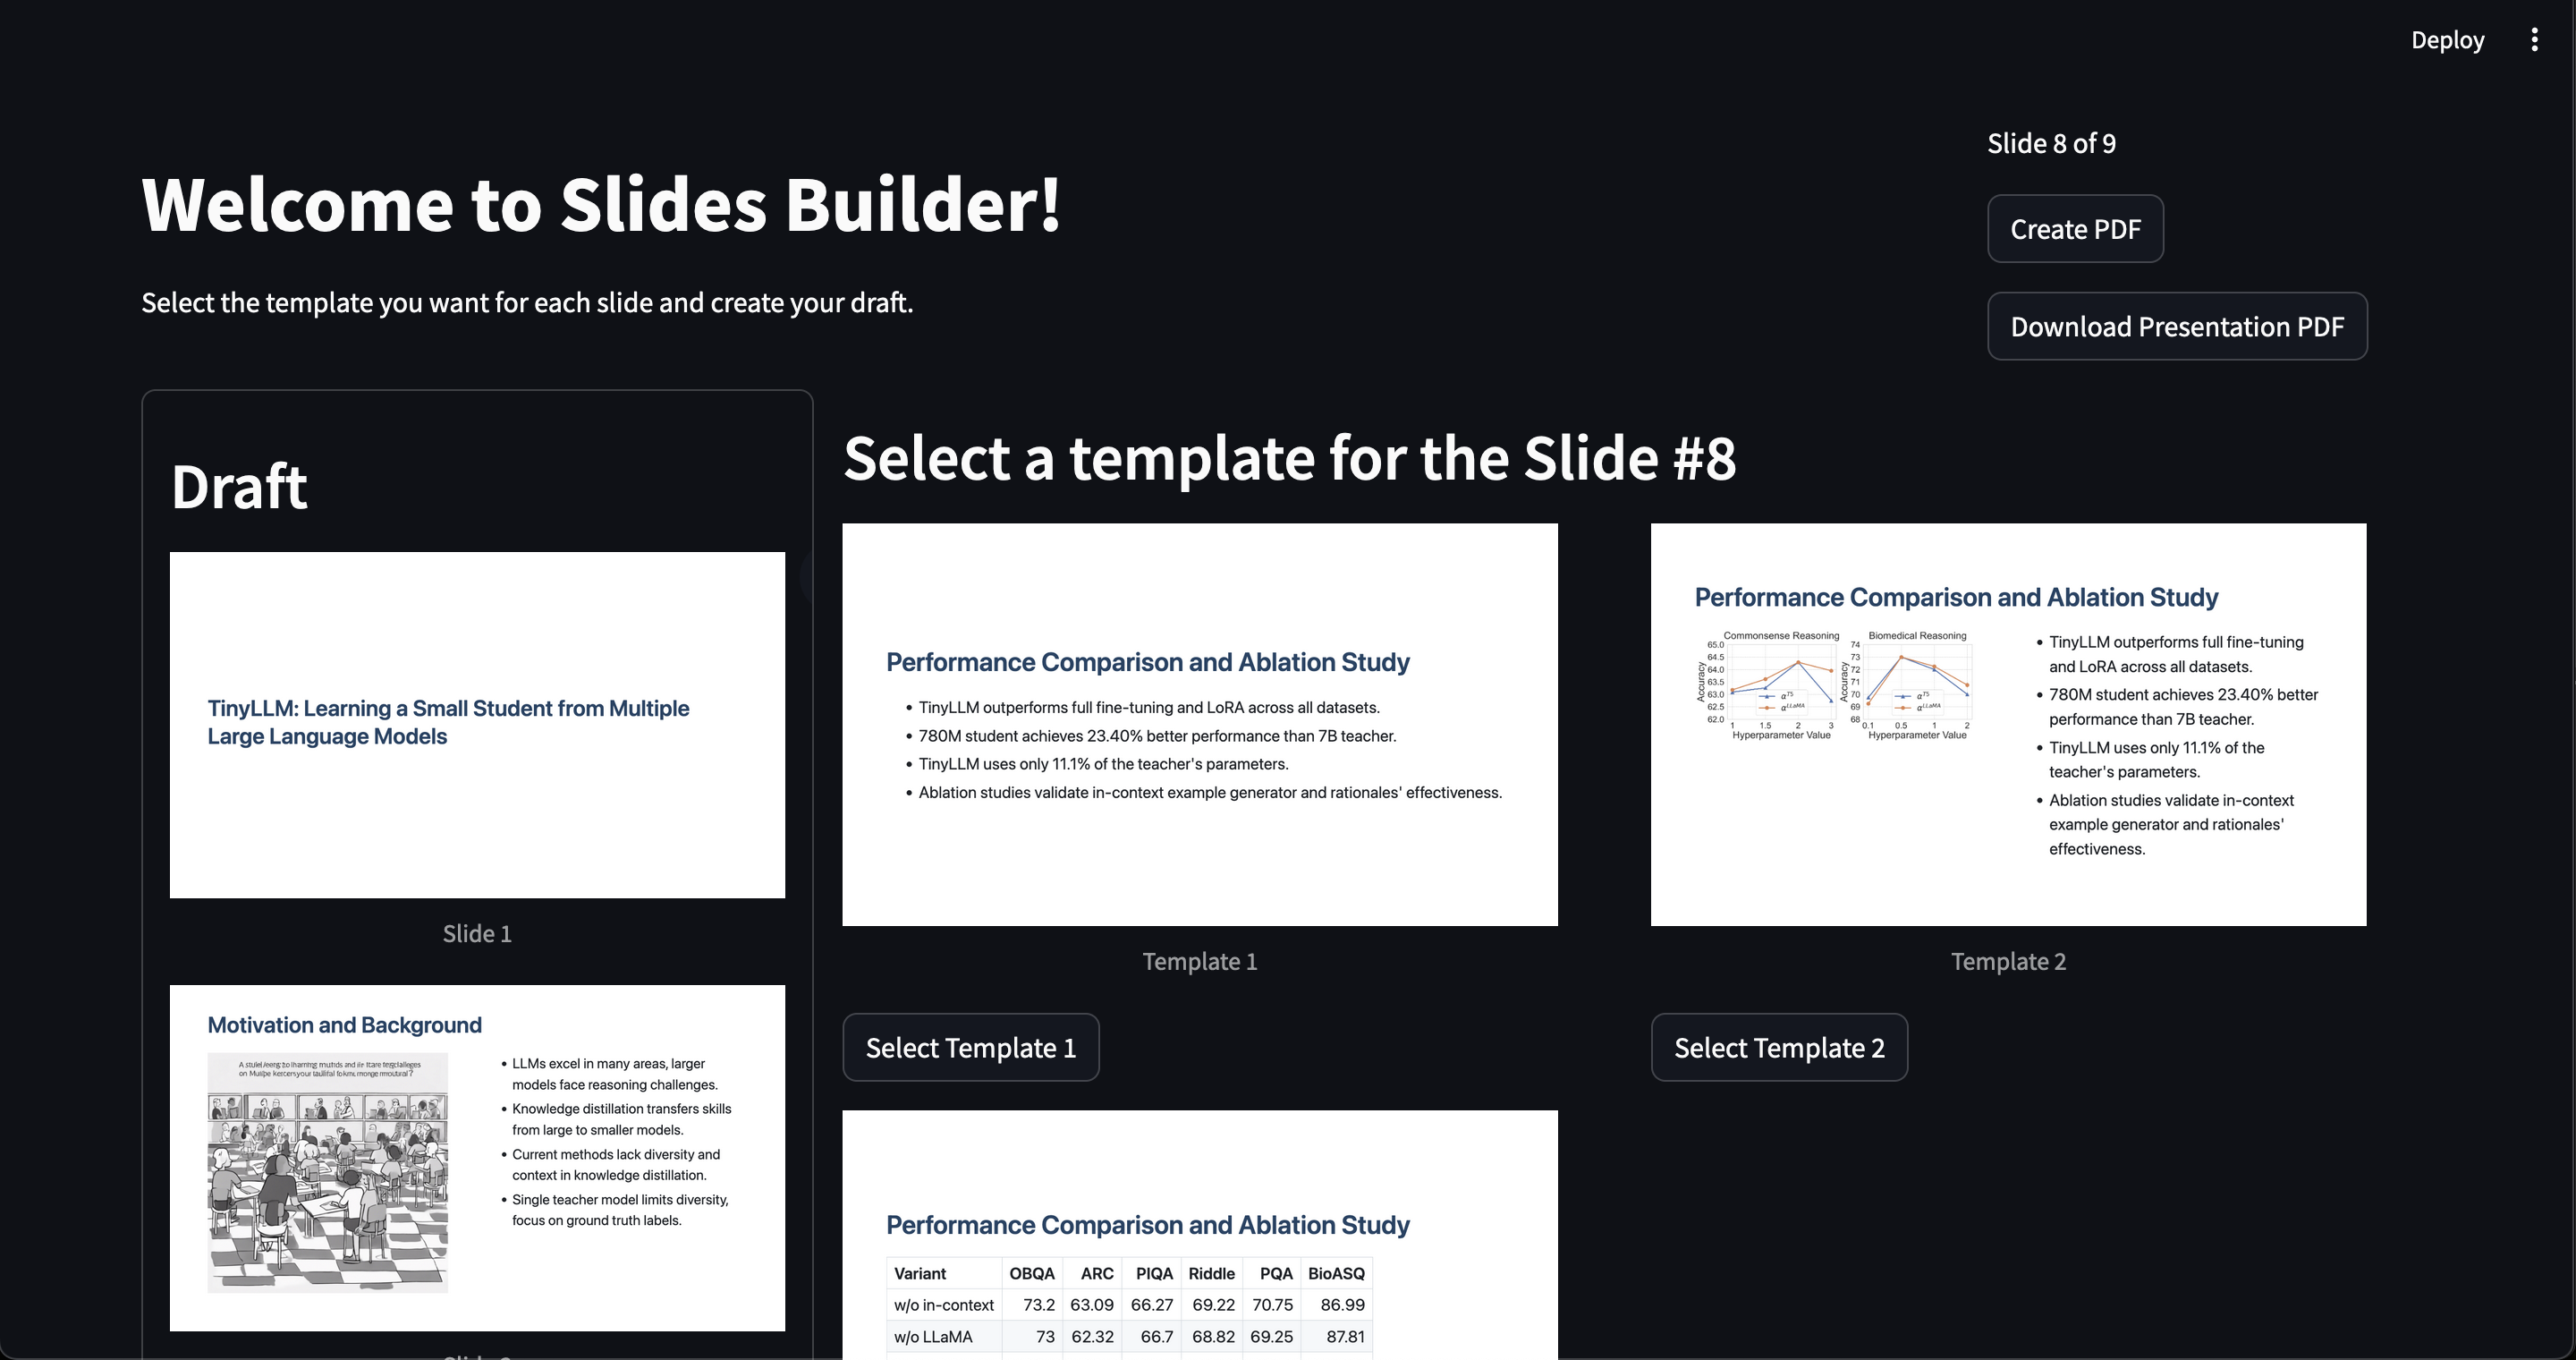 Deploy
Slide 8 of 9
Welcome to Slides Builder!
Create PDF
Select the template you want for each slide and create your draft.
Download Presentation PDF
Draft
TinyLLM: Learning a Small Student from Multiple
Large Language Models
Slide 1
Motivation and Background
on
LLMs excel in many areas, larger
models face reasoning challenges.
Knowledge distillation transfers skills
from large to smaller models.
Current methods lack diversity and
context in knowledge distillation.
Single teacher model limits diversity,
focus on ground truth labels.
Select a template for the Slide #8
Performance Comparison and Ablation Study
TinyLLM outperforms full fine-tuning and LoRA across all datasets.
780M student achieves 23.40% better performance than 7B teacher.
TinyLLM uses only 11.1% of the teacher's parameters.
Ablation studies validate in-context example generator and rationales' effectiveness.
Template 1
Select Template 1
Performance Comparison and Ablation Study
Commonsense Reasoning
Accuracy
65.0
64.5
64.0
63.5
63.0
62.5
62.0
1 1.5 2 3
Hyperparameter Value
αT5
αLLaMA
Biomedical Reasoning
Accuracy
74
73
72
71
70
69
68
0.1 0.5 1 2
Hyperparameter Value
αT5
αLLaMA
TinyLLM outperforms full fine-tuning
and LoRA across all datasets.
780M student achieves 23.40% better
performance than 7B teacher.
TinyLLM uses only 11.1% of the
teacher's parameters.
Ablation studies validate in-context
example generator and rationales'
effectiveness.
Template 2
Select Template 2
Performance Comparison and Ablation Study
Variant OBQA ARC PIQA Riddle PQA BioASQ
w/o in-context 73.2 63.09 66.27 69.22 70.75 86.99
w/o LLaMA 73 62.32 66.7 68.82 69.25 87.81